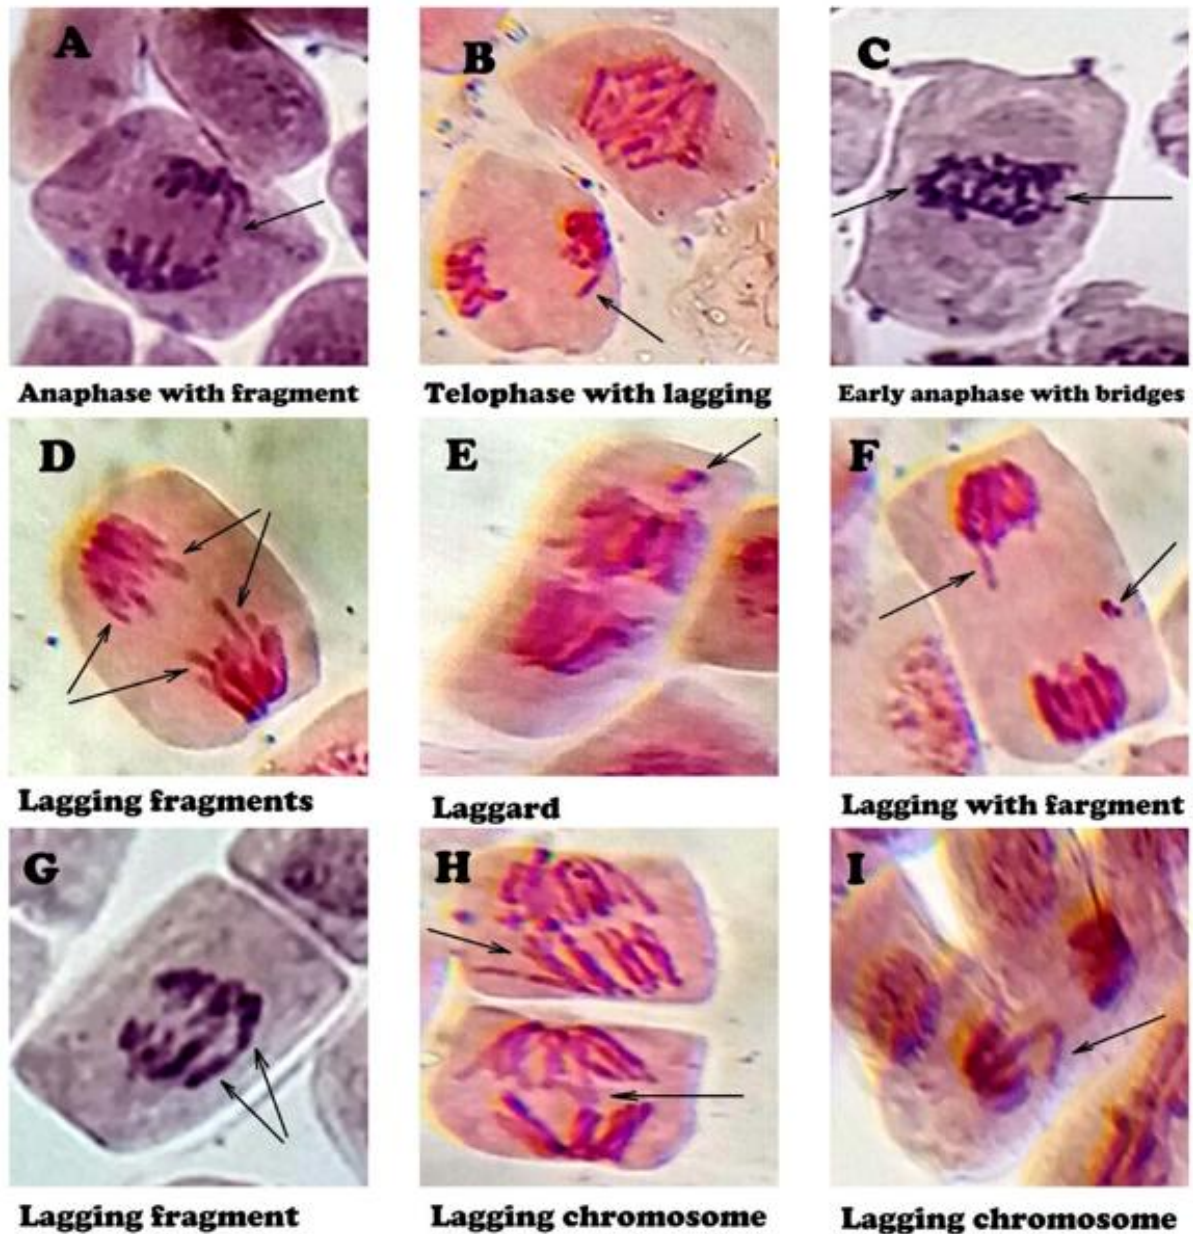 A
B
C
Anaphase with fragment
Telophase with lagging
Early anaphase with bridges
D
E
F
Lagging fragments
Laggard
Lagging with fargment
G
H
I
Lagging fragment
Lagging chromosome
Lagging chromosome